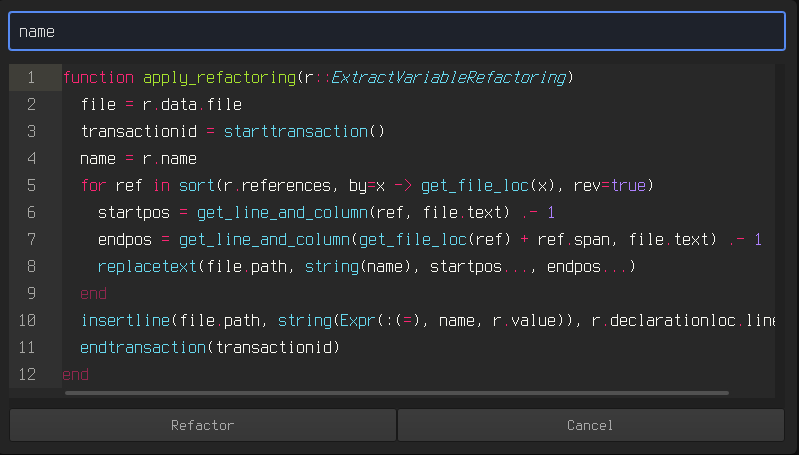 name
1 function apply_refactoring(r::ExtractVariableRefactoring)
2   file = r.data.file
3   transactionid = starttransaction()
4   name = r.name
5   for ref in sort(r.references, by=x -> get_file_loc(x), rev=true)
6     startpos = get_line_and_column(ref, file.text) .- 1
7     endpos = get_line_and_column(get_file_loc(ref) + ref.span, file.text) .- 1
8     replacetext(file.path, string(name), startpos..., endpos...)
9   end
10   insertline(file.path, string(Expr(:(=), name, r.value)), r.declarationloc.line
11   endtransaction(transactionid)
12 end
Refactor
Cancel